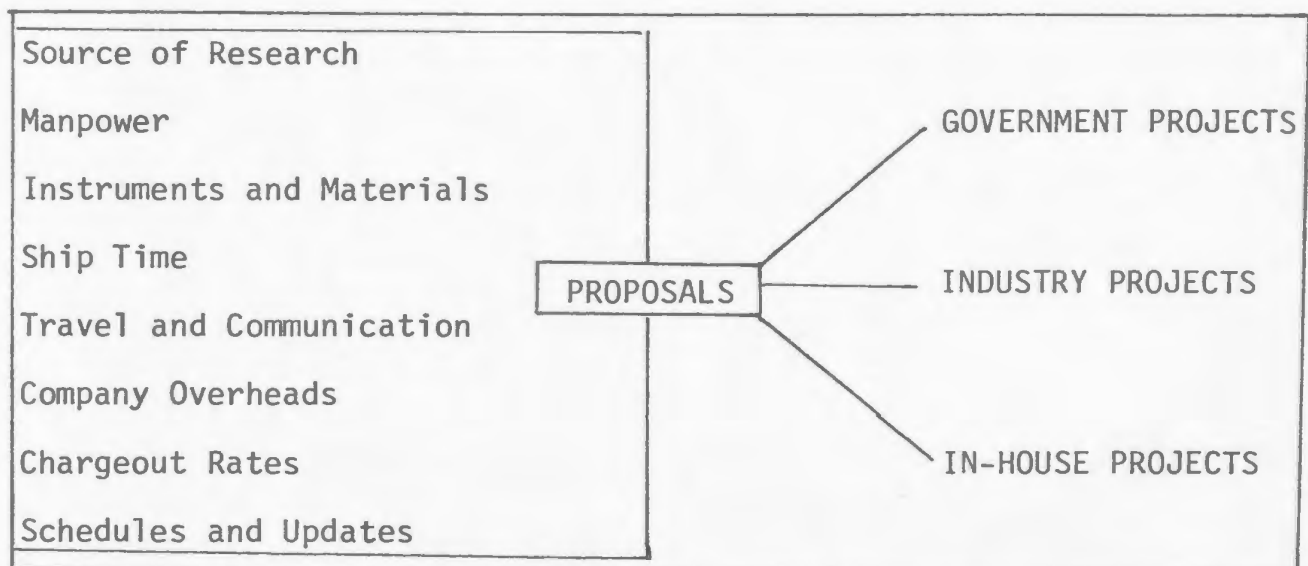 Source of Research
Manpower
Instruments and Materials
Ship Time
Travel and Communication
Company Overheads
Chargeout Rates
Schedules and Updates
PROPOSALS
GOVERNMENT PROJECTS
INDUSTRY PROJECTS
IN-HOUSE PROJECTS